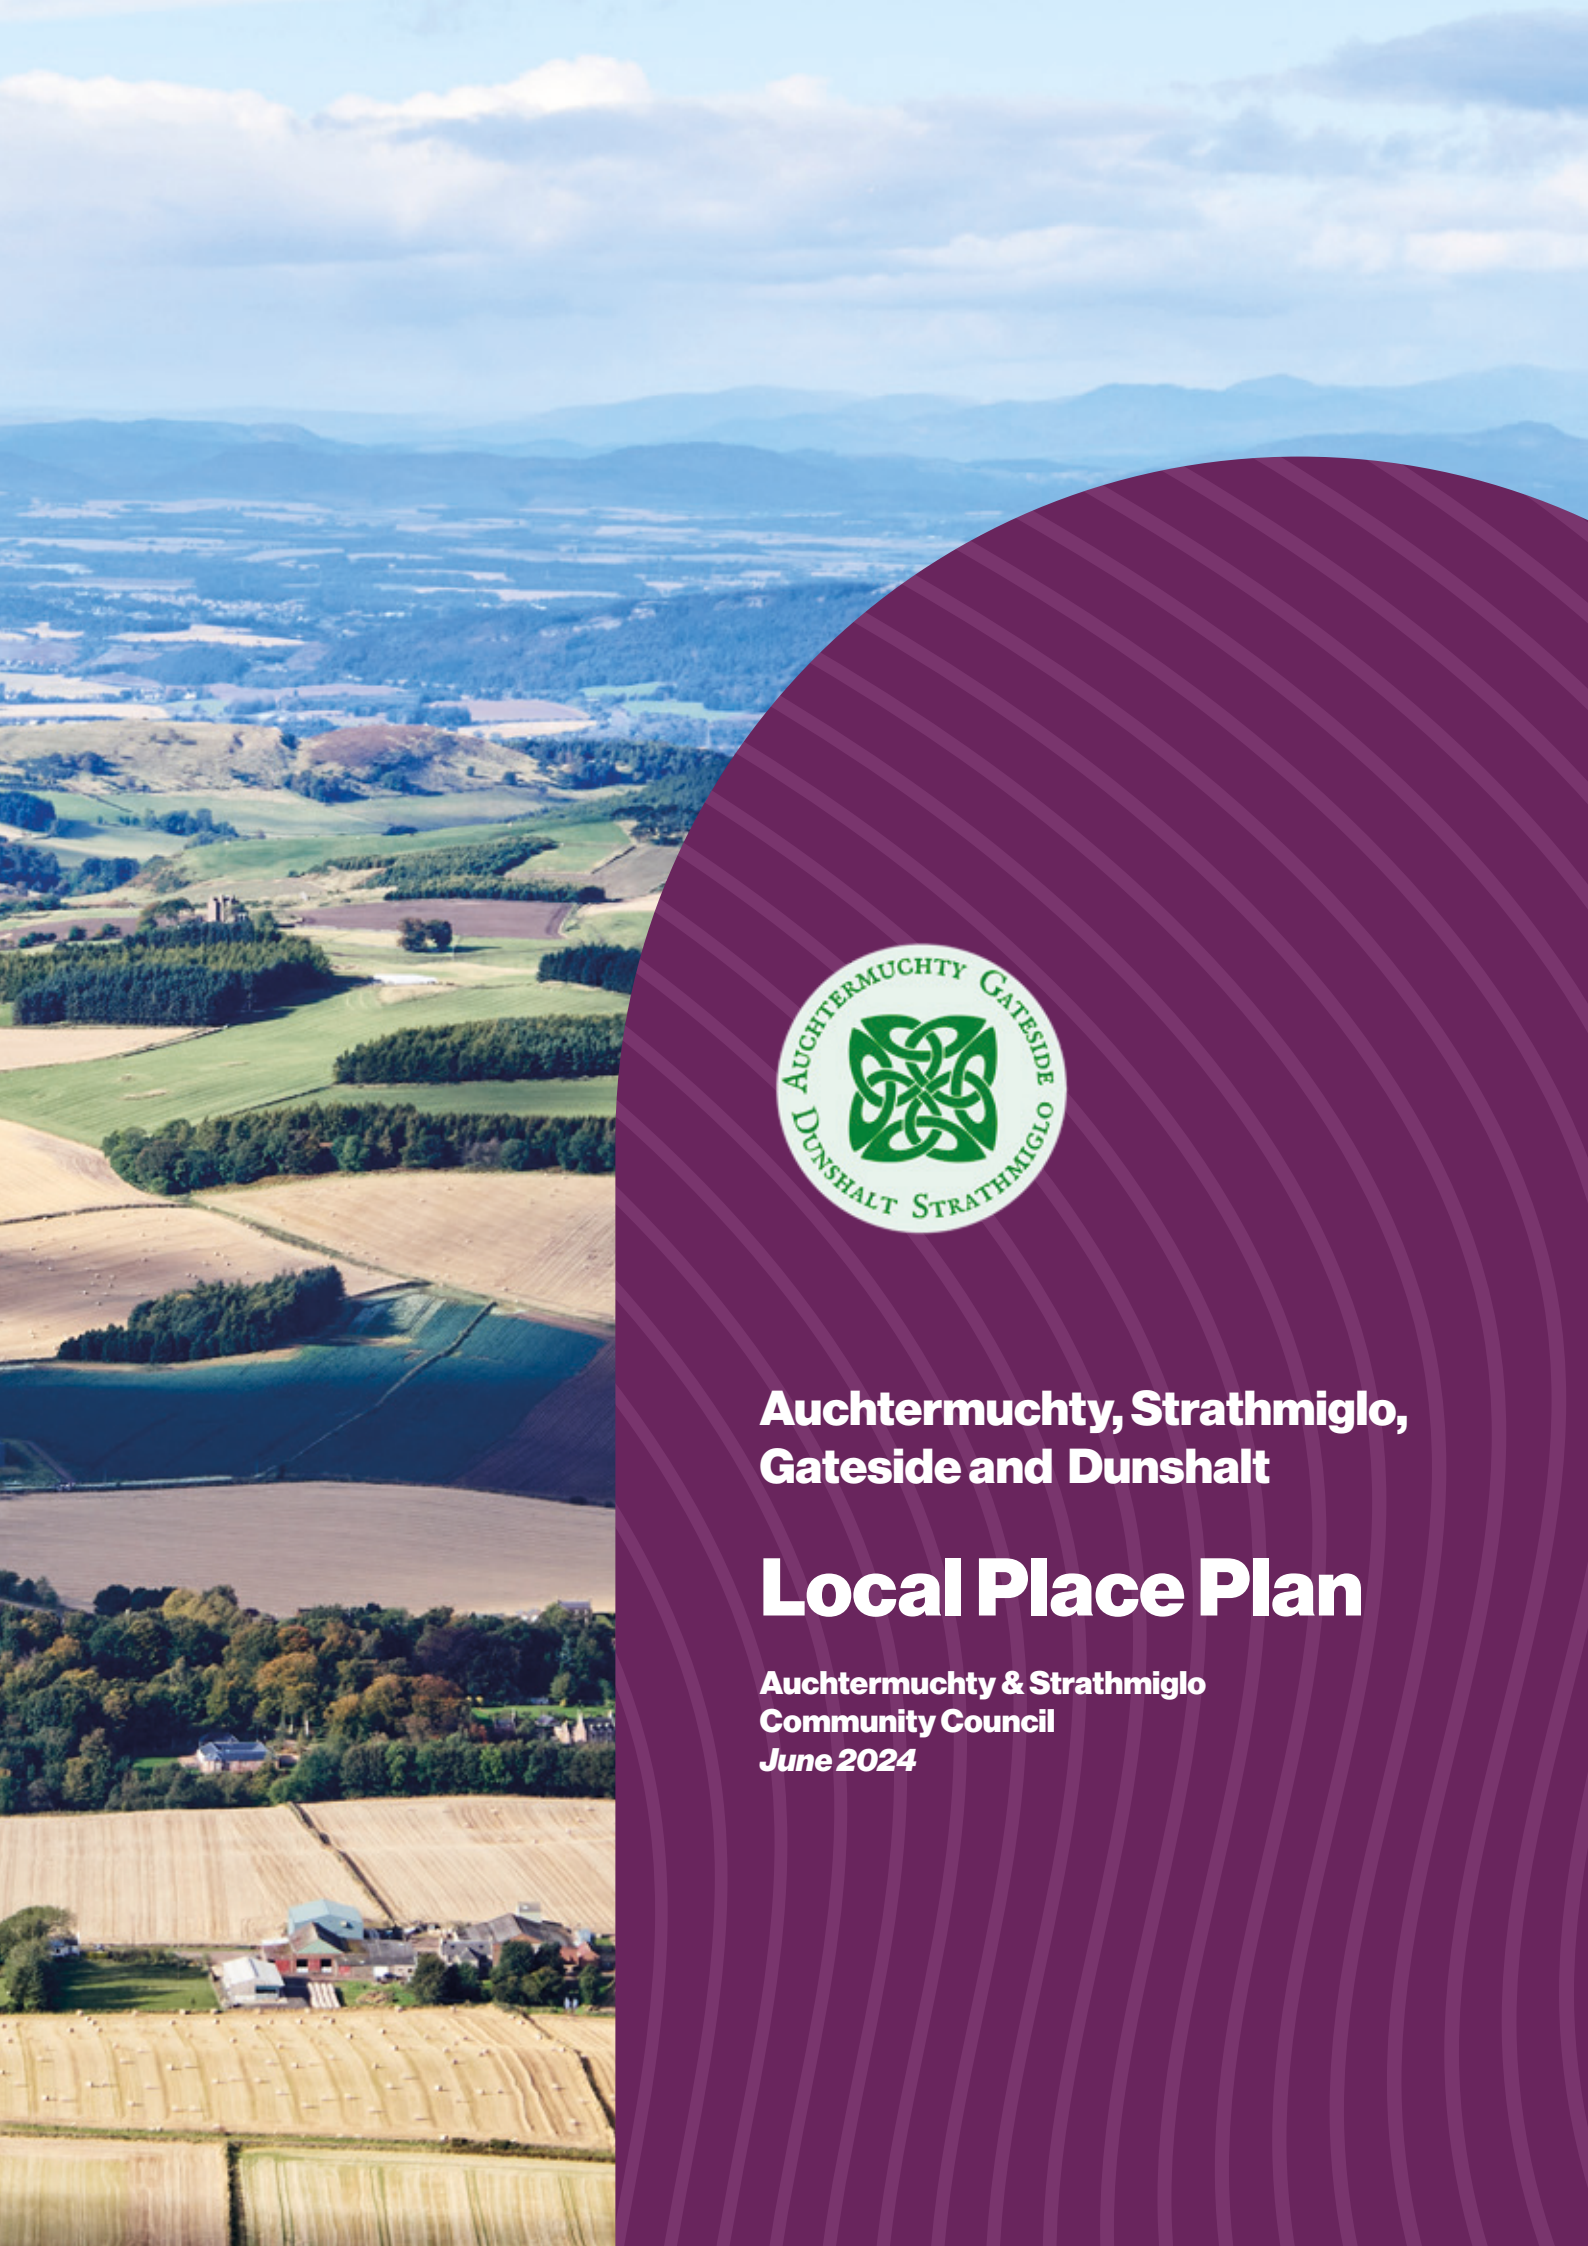 AUCHTERMUCHTY GATESIDE
DUNSHALT STRATHMIGLO
Auchtermuchty, Strathmiglo,
Gateside and Dunshalt
Local Place Plan
Auchtermuchty & Strathmiglo
Community Council
June 2024